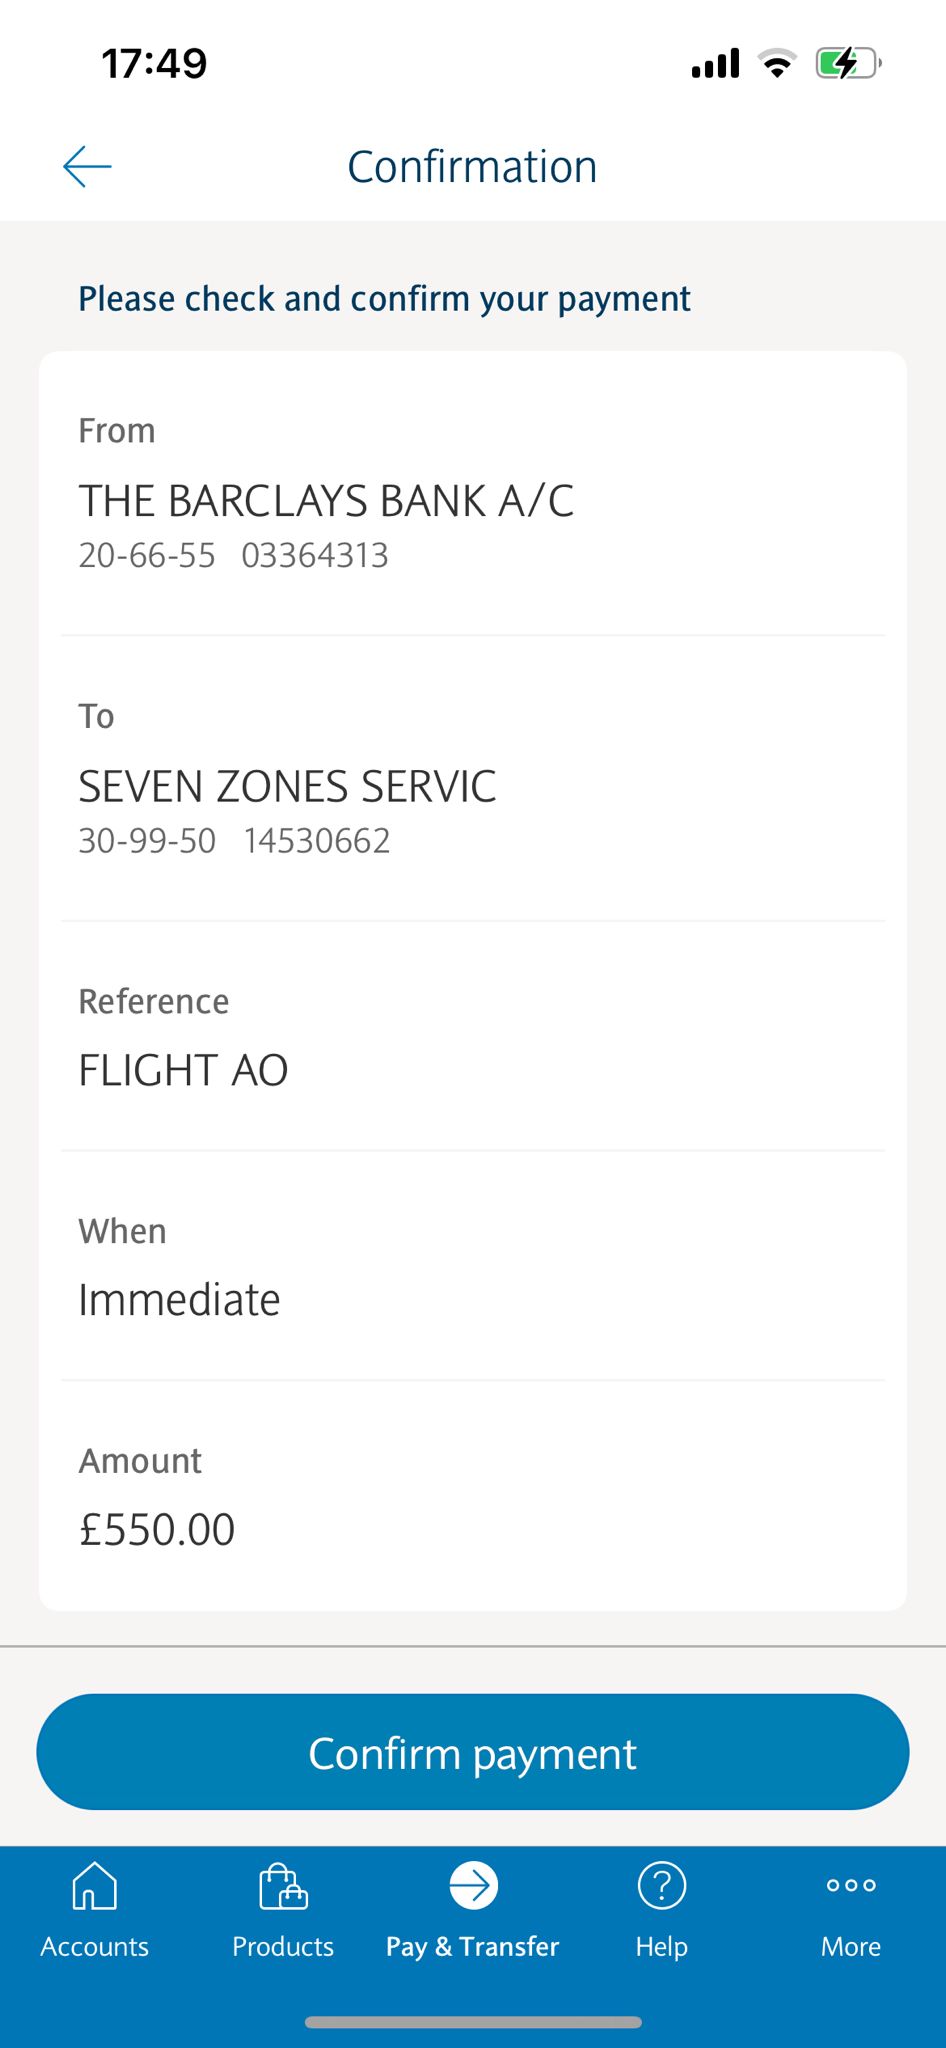 17:49
Confirmation
Please check and confirm your payment
From
THE BARCLAYS BANK A/C
20-66-55 03364313
To
SEVEN ZONES SERVIC
30-99-50 14530662
Reference
FLIGHT AO
When
Immediate
Amount
£550.00
Confirm payment
Accounts Products Pay & Transfer Help More